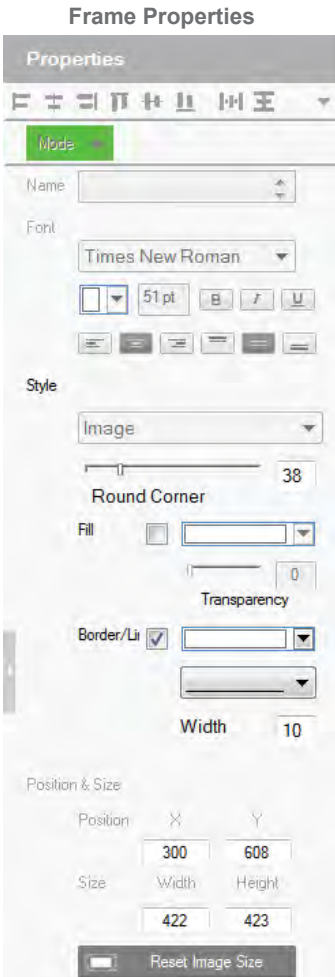 Frame Properties
Properties
Mode
Name
Font
Times New Roman
51 pt B I U
Style
Image
38
Round Corner
Fill
0
Transparency
Border/Li
Width 10
Position & Size
Position X Y
300 608
Size Width Height
422 423
Reset Image Size